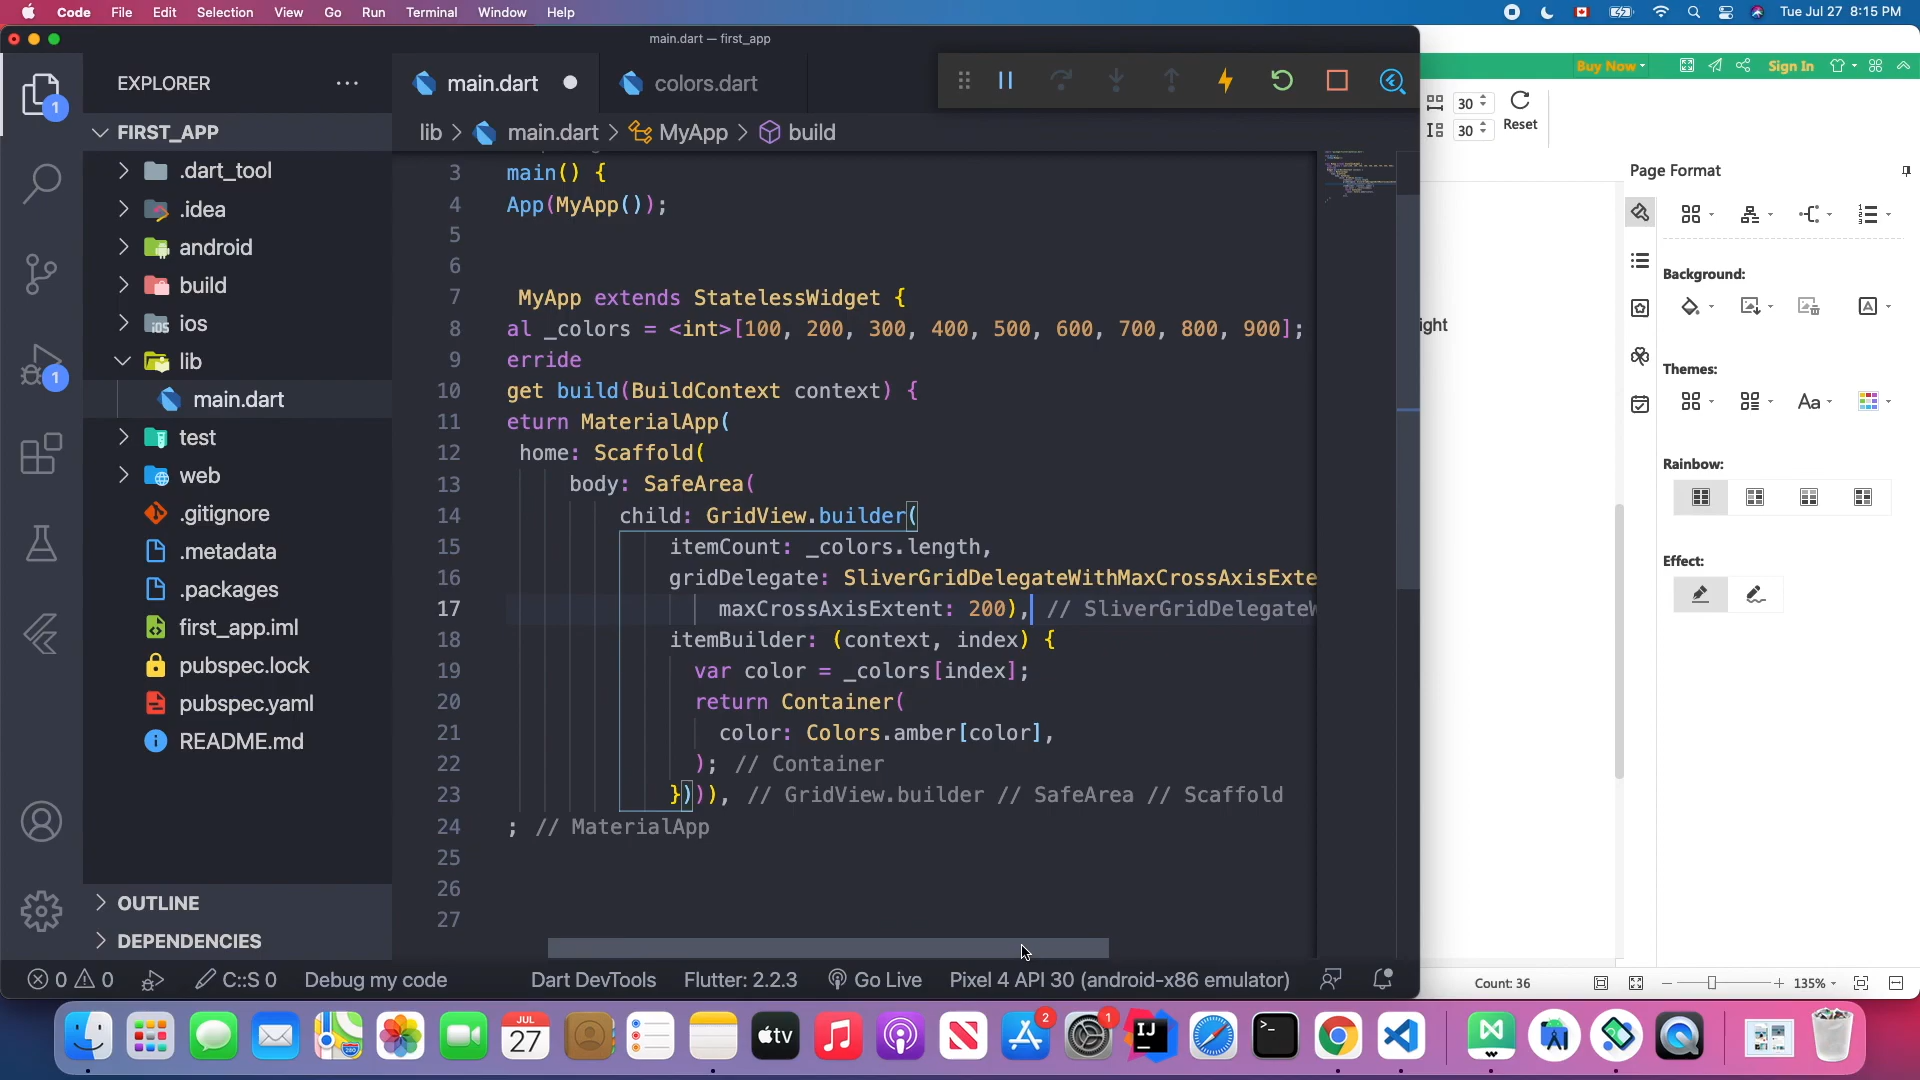 Code File Edit Selection View Go Run Terminal Window Help
Tue Jul 27 8:15 PM
main.dart — first_app
EXPLORER
main.dart
colors.dart
lib > main.dart > MyApp > build
FIRST_APP
.dart_tool
.idea
android
build
ios
lib
main.dart
test
web
.gitignore
.metadata
.packages
first_app.iml
pubspec.lock
pubspec.yaml
README.md
OUTLINE
DEPENDENCIES
1
1
3 main() {
4 App(MyApp());
5
6
7 MyApp extends StatelessWidget {
8 al _colors = <int>[100, 200, 300, 400, 500, 600, 700, 800, 900];
9 erride
10 get build(BuildContext context) {
11 eturn MaterialApp(
12 home: Scaffold(
13 body: SafeArea(
14 child: GridView.builder(
15 itemCount: _colors.length,
16 gridDelegate: SliverGridDelegateWithMaxCrossAxisExte
17 maxCrossAxisExtent: 200), // SliverGridDelegateW
18 itemBuilder: (context, index) {
19 var color = _colors[index];
20 return Container(
21 color: Colors.amber[color],
22 ); // Container
23 }))), // GridView.builder // SafeArea // Scaffold
24 ; // MaterialApp
25
26
27
0 0 C::S 0 Debug my code Dart DevTools Flutter: 2.2.3 Go Live Pixel 4 API 30 (android-x86 emulator)
Buy Now
Sign In
30
30
Reset
Page Format
ight
Background:
Themes:
Aa
Rainbow:
Effect:
Count: 36
135%
JUL
27
tv
2
1
IJ